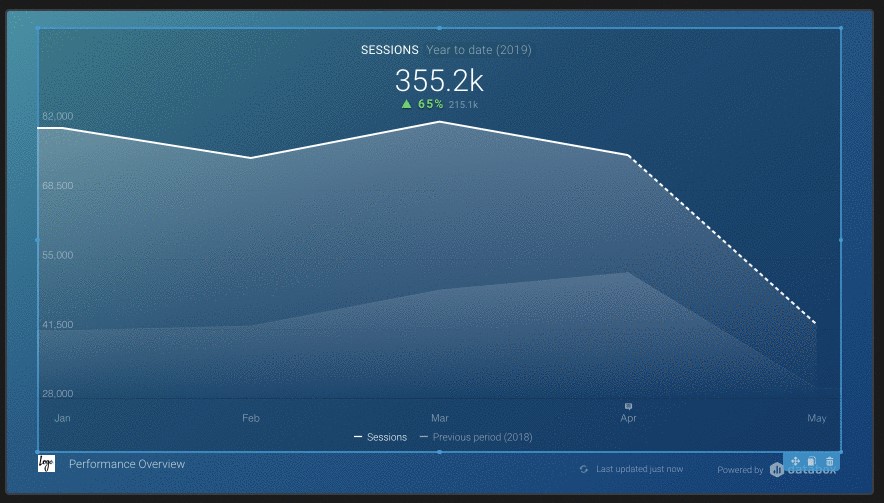 SESSIONS Year to date (2019)
355.2k
65% 215.1k
82,000
68,500
55,000
41,500
28,000
Jan Feb Mar Apr May
Sessions Previous period (2018)
Logo Performance Overview
Last updated just now
Powered by databox